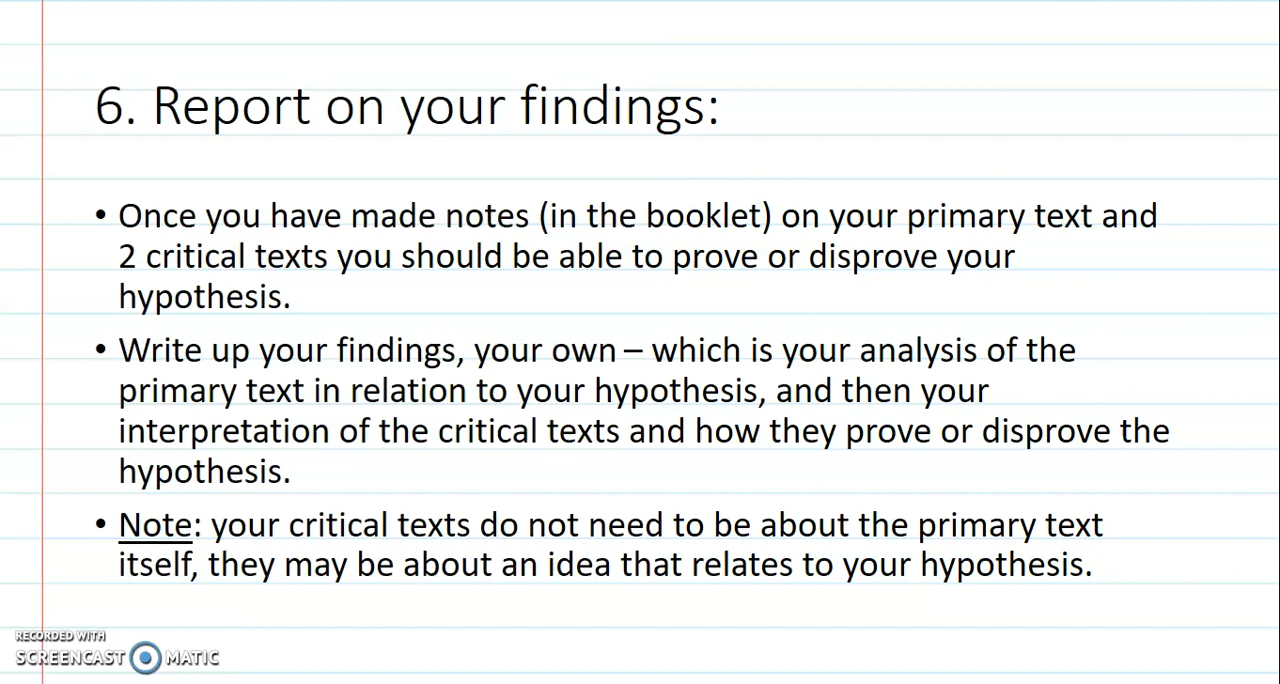 6. Report on your findings:
• Once you have made notes (in the booklet) on your primary text and
2 critical texts you should be able to prove or disprove your
hypothesis.
• Write up your findings, your own – which is your analysis of the
primary text in relation to your hypothesis, and then your
interpretation of the critical texts and how they prove or disprove the
hypothesis.
• Note: your critical texts do not need to be about the primary text
itself, they may be about an idea that relates to your hypothesis.
RECORDED WITH
SCREENCAST MATIC